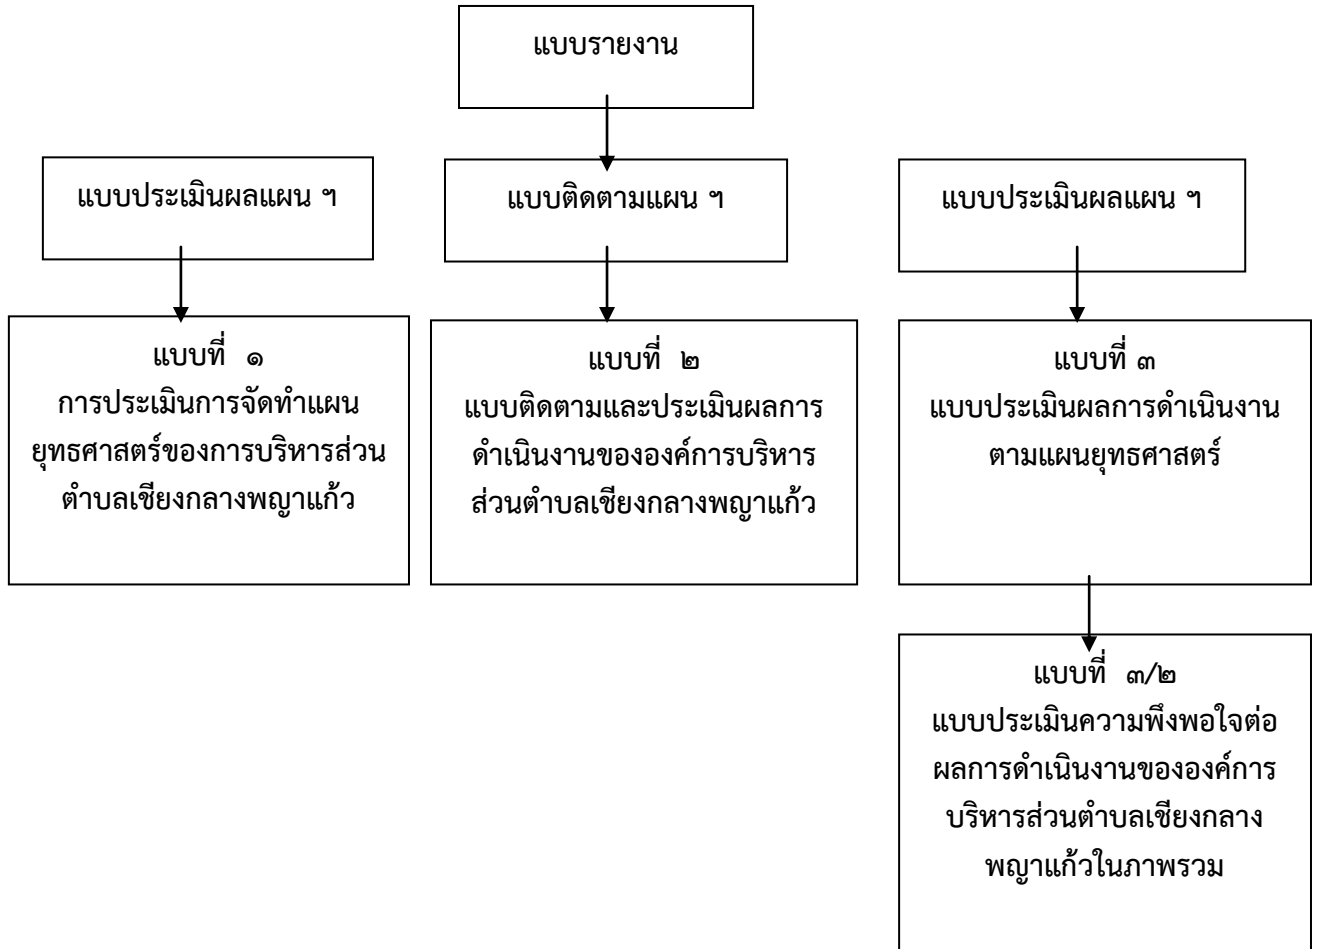 แบบรายงาน
แบบประเมินผลแผน ฯ
แบบติดตามแผน ฯ
แบบประเมินผลแผน ฯ
แบบที่ ๑
การประเมินการจัดทำแผน
ยุทธศาสตร์ของการบริหารส่วน
ตำบลเชียงกลางพญาแก้ว
แบบที่ ๒
แบบติดตามและประเมินผลการ
ดำเนินงานขององค์การบริหาร
ส่วนตำบลเชียงกลางพญาแก้ว
แบบที่ ๓
แบบประเมินผลการดำเนินงาน
ตามแผนยุทธศาสตร์
แบบที่ ๓/๒
แบบประเมินความพึงพอใจต่อ
ผลการดำเนินงานขององค์การ
บริหารส่วนตำบลเชียงกลาง
พญาแก้วในภาพรวม